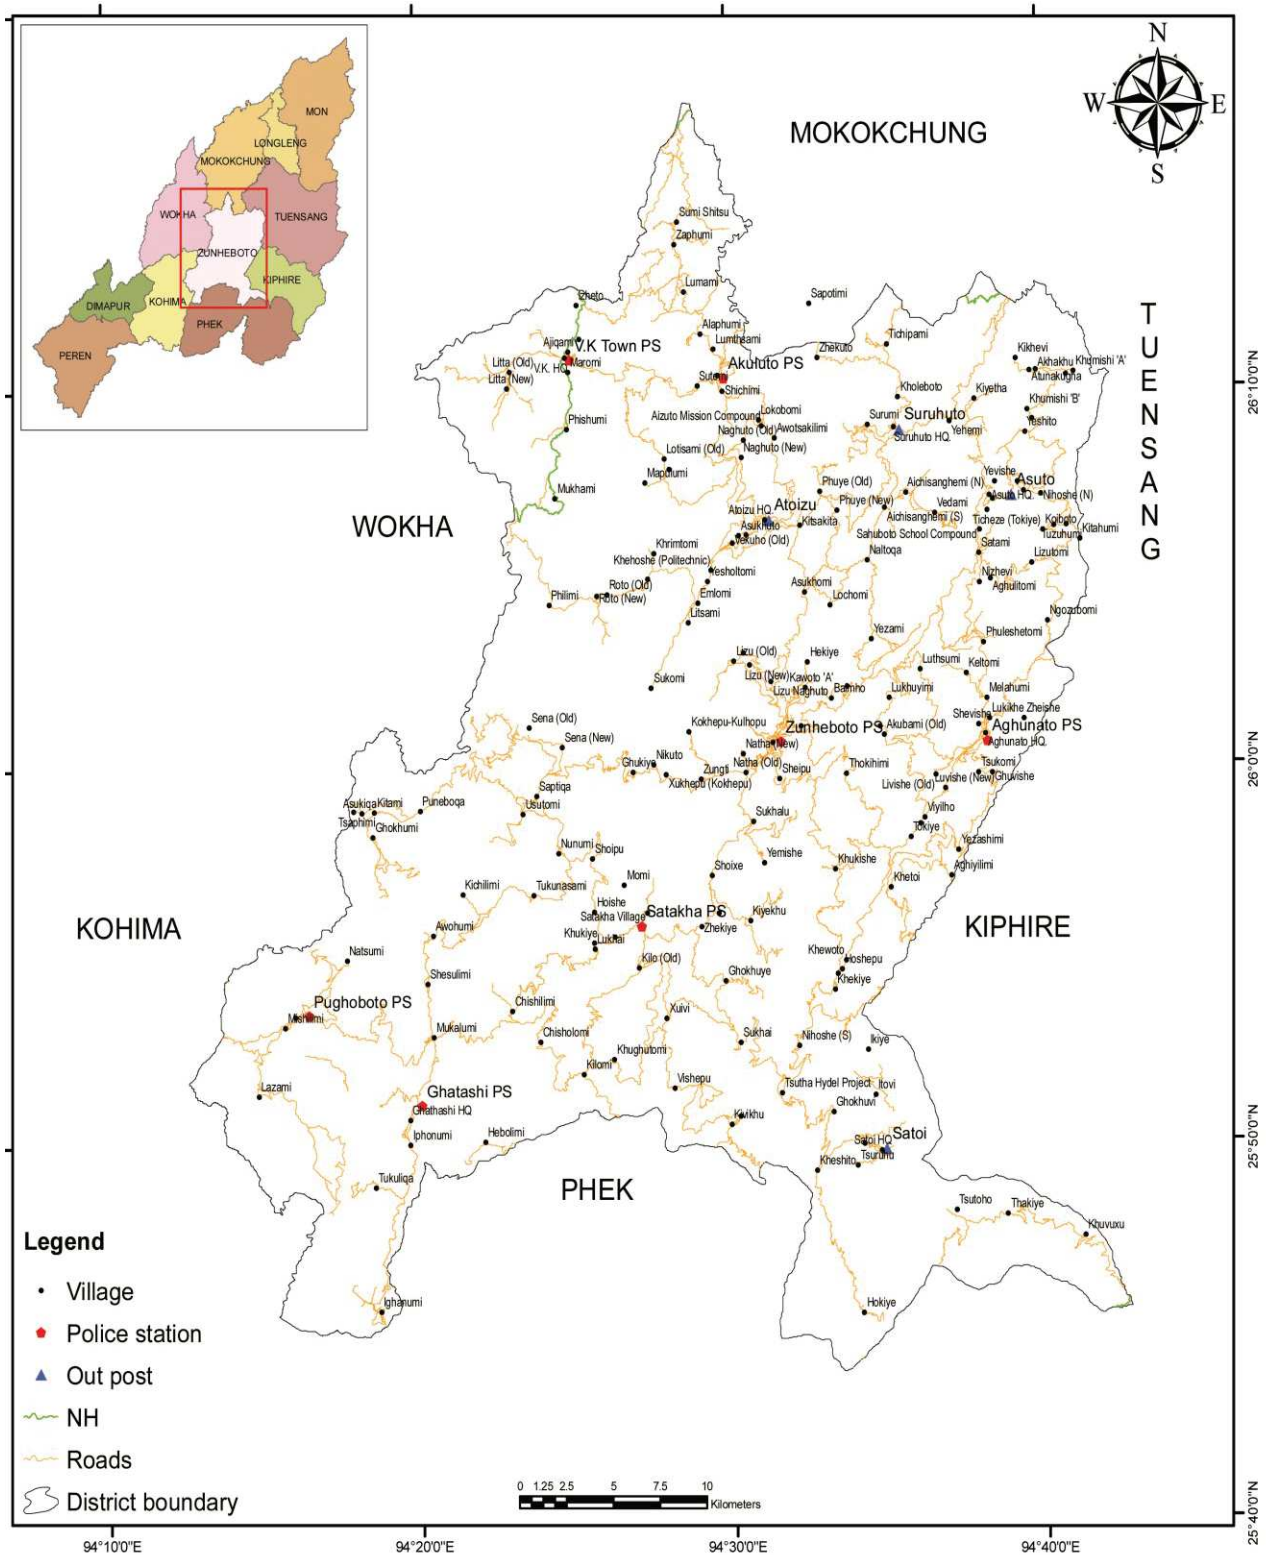 N
W
E
S
MON
LONGLENG
MOKOKCHUNG
WOKHA
TUENSANG
ZUNHEBOTO
KIPHIRE
DIMAPUR
KOHIMA
PHEK
PEREN
MOKOKCHUNG
TUENSANG
WOKHA
KOHIMA
KIPHIRE
PHEK
Sumi Shitsu
Zaphumi
Lumami
Zheto
Sapotimi
Alaphumi
Lumthsami
Tichipami
Ajiqami
V.K Town PS
Zhekuto
Kikhevi
Litta (Old)
V.K. HQ
Maromi
Akuluto PS
Akhakhu
Khumishi 'A'
Litta (New)
Sutemi
Atunakugha
Shichimi
Kholeboto
Kiyetha
Khumishi 'B'
Aizuto Mission Compound
Lokobomi
Surumi
Suruhuto
Yeshito
Phishumi
Naghuto (Old)
Awotsakilimi
Suruhuto HQ.
Yehemi
Lotisami (Old)
Naghuto (New)
Mapulumi
Phuye (Old)
Aichisanghemi (N)
Yevishe
Asuto
Mukhami
Phuye (New)
Vedami
Asuto HQ.
Nihoshe (N)
Atoizu HQ.
Atoizu
Kitsakita
Aichisanghemi (S)
Ticheze (Tokiye)
Koiboto
Kitahumi
Asukhuto
Sahuboto School Compound
Tuzuhumi
Yekuho (Old)
Satami
Khrimtomi
Naltoqa
Lizutomi
Khehoshe (Politechnic)
Yesholtomi
Nizhevi
Roto (Old)
Emlomi
Asukhomi
Aghulitomi
Philimi
Roto (New)
Litsami
Lochomi
Ngozubomi
Yezami
Phuleshetomi
Lizu (Old)
Hekiye
Luthsumi
Keltomi
Sukomi
Lizu (New)
Kawoto 'A'
Lizu Naghuto
Baimho
Lukhuyimi
Melahumi
Sena (Old)
Kokhepu-Kulhopu
Zunheboto PS
Akubami (Old)
Shevishe
Lukikhe Zheishe
Aghunato PS
Sena (New)
Natha (New)
Aghunato HQ.
Nikuto
Ghukiye
Zungti
Natha (Old)
Sheipu
Thokihimi
Tsukomi
Xukhepu (Kokhepu)
Livishe (Old)
Luvishe (New)
Ghuvishe
Saptiqa
Asukiqa
Kitami
Puneboqa
Usutomi
Sukhalu
Viyilho
Tsaphimi
Ghokhumi
Tokiye
Nunumi
Shoipu
Yemishe
Yezashimi
Shoixe
Khukishe
Aghiyilimi
Kichilimi
Tukunasami
Momi
Khetoi
Hoishe
Satakha Village
Satakha PS
Kiyekhu
Awohumi
Khukiye
Lukhai
Zhekiye
Natsumi
Kilo (Old)
Khewoto
Hoshepu
Shesulimi
Ghokhuye
Khekiye
Pughoboto PS
Chishilimi
Xuivi
Mishumi
Mukalumi
Chisholomi
Sukhai
Nihoshe (S)
Ikiye
Khughutomi
Kilomi
Lazami
Ghatashi PS
Vishepu
Tsutha Hydel Project
Itovi
Ghathashi HQ
Kivikhu
Ghokhuvi
Iphonumi
Hebolimi
Satoi HQ.
Satoi
Kheshito
Tsuruhu
Tukuliqa
Tsutoho
Thakiye
Khuvuxu
Ighanumi
Hokiye
Legend
Village
Police station
Out post
NH
Roads
District boundary
0 1.25 2.5 5 7.5 10
Kilometers
26°10'0"N
26°0'0"N
25°50'0"N
25°40'0"N
94°10'0"E
94°20'0"E
94°30'0"E
94°40'0"E